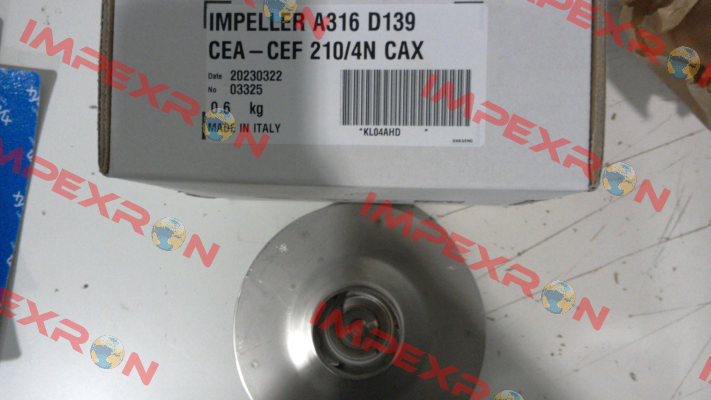 IMPELLER A316 D139
CEA-CEF 210/4N CAX
Date 20230322
No 03325
0.6 kg
MADE IN ITALY
*KL04AHD *
IMPEXRON
IMPEXRON
IMPEXRON
IMPEXRON
IMPEXRON
IMPEXRON